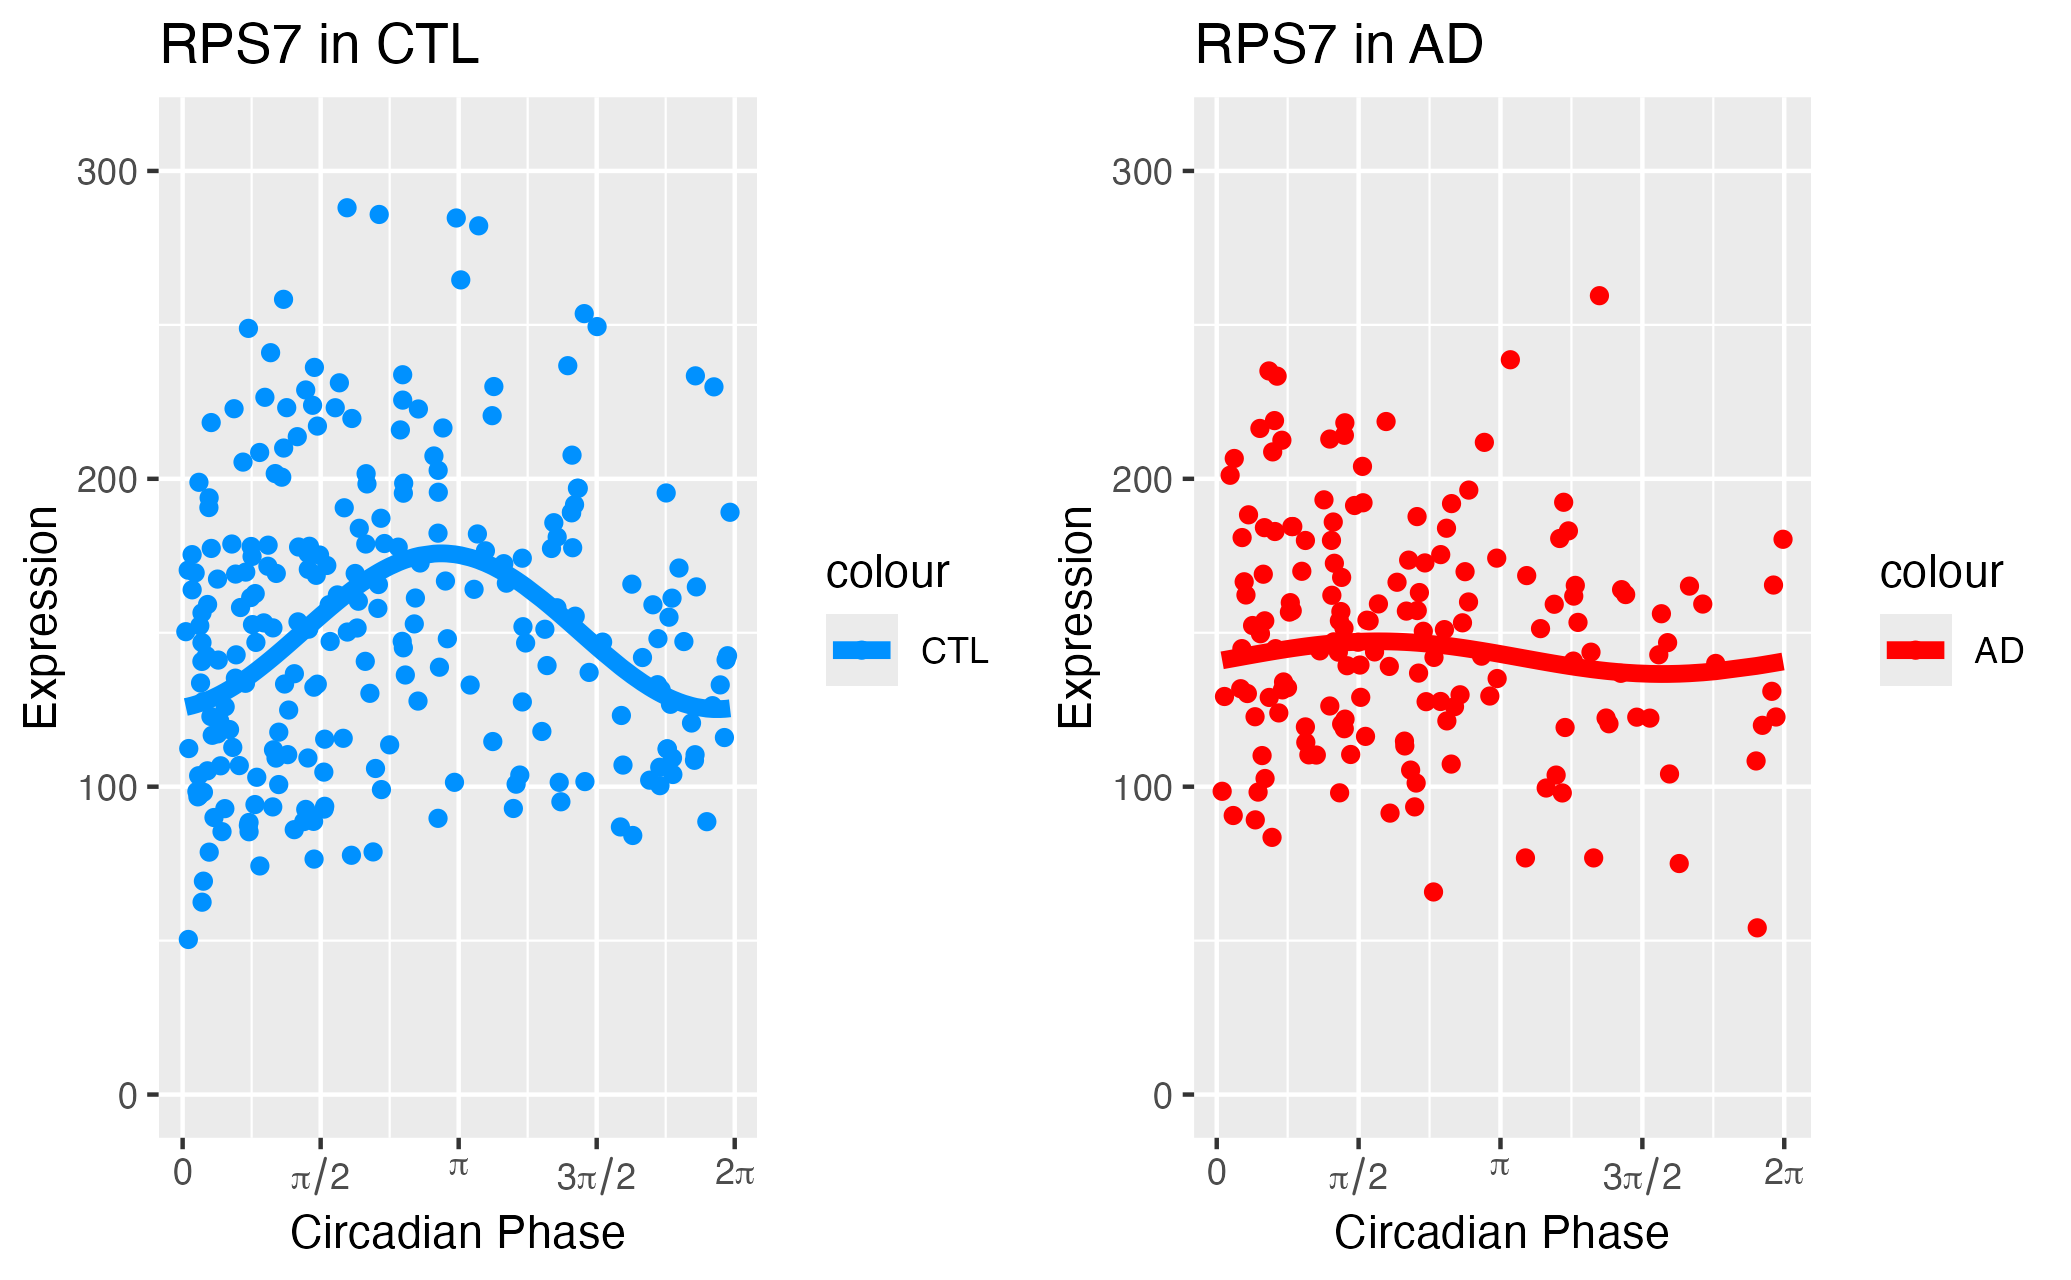 RPS7 in CTL
300
200
100
0
Expression
0 π/2 π 3π/2 2π
Circadian Phase
colour
CTL
RPS7 in AD
300
200
100
0
Expression
0 π/2 π 3π/2 2π
Circadian Phase
colour
AD